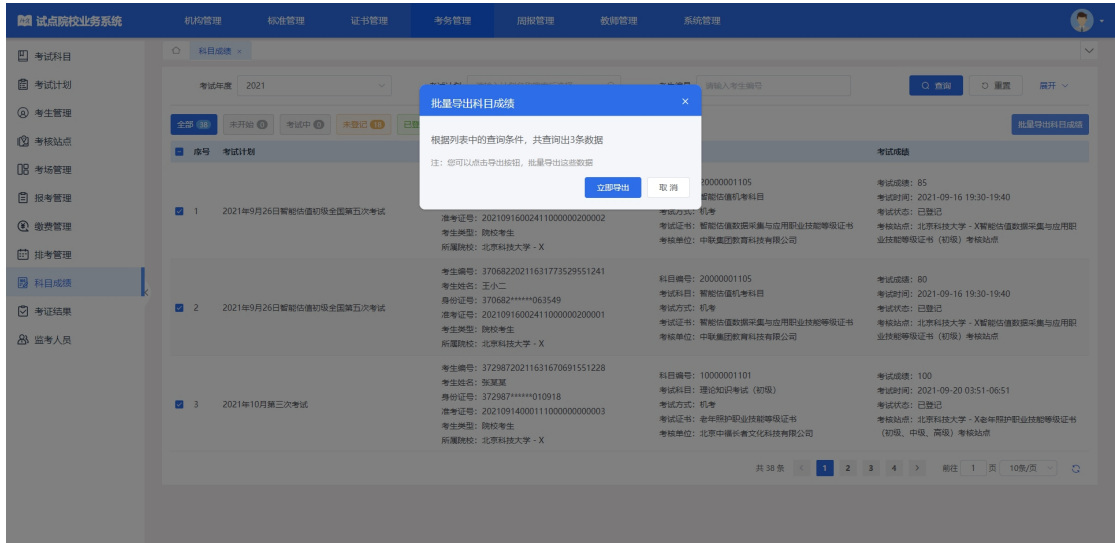 试点院校业务系统
机构管理
标准管理
证书管理
考务管理
周报管理
教师管理
系统管理
考试科目
考试计划
考生管理
考核站点
考场管理
报考管理
缴费管理
排考管理
科目成绩
考证结果
监考人员
科目成绩 ×
考试年度 2021
请输入考生编号
查询
重置
展开
全部 38
未开始 0
考试中 0
未登记 18
批量导出科目成绩
批量导出科目成绩 ×
根据列表中的查询条件，共查询出3条数据
注：您可以点击导出按钮，批量导出这些数据
立即导出
取消
序号 考试计划
考试成绩
1 2021年9月26日智能估值初级全国第五次考试
准考证号：20210916002411000000200002
考生类型：院校考生
所属院校：北京科技大学 - X
20000001105
智能估值机考科目
考试方式：机考
考试证书：智能估值数据采集与应用职业技能等级证书
考核单位：中联集团教育科技有限公司
考试成绩：85
考试时间：2021-09-16 19:30-19:40
考试状态：已登记
考核站点：北京科技大学 - X智能估值数据采集与应用职
业技能等级证书（初级）考核站点
2 2021年9月26日智能估值初级全国第五次考试
考生编号：37068220211631773529551241
考生姓名：王小二
身份证号：370682******063549
准考证号：20210916002411000000200001
考生类型：院校考生
所属院校：北京科技大学 - X
科目编号：20000001105
考试科目：智能估值机考科目
考试方式：机考
考试证书：智能估值数据采集与应用职业技能等级证书
考核单位：中联集团教育科技有限公司
考试成绩：80
考试时间：2021-09-16 19:30-19:40
考试状态：已登记
考核站点：北京科技大学 - X智能估值数据采集与应用职
业技能等级证书（初级）考核站点
3 2021年10月第三次考试
考生编号：37298720211631670691551228
考生姓名：张某某
身份证号：372987******010918
准考证号：20210914000111000000000003
考生类型：院校考生
所属院校：北京科技大学 - X
科目编号：10000001101
考试科目：理论知识考试（初级）
考试方式：机考
考试证书：老年照护职业技能等级证书
考核单位：北京中福长者文化科技有限公司
考试成绩：100
考试时间：2021-09-20 03:51-06:51
考试状态：已登记
考核站点：北京科技大学 - X老年照护职业技能等级证书
（初级、中级、高级）考核站点
共 38 条 1 2 3 4 前往 1 页 10条/页